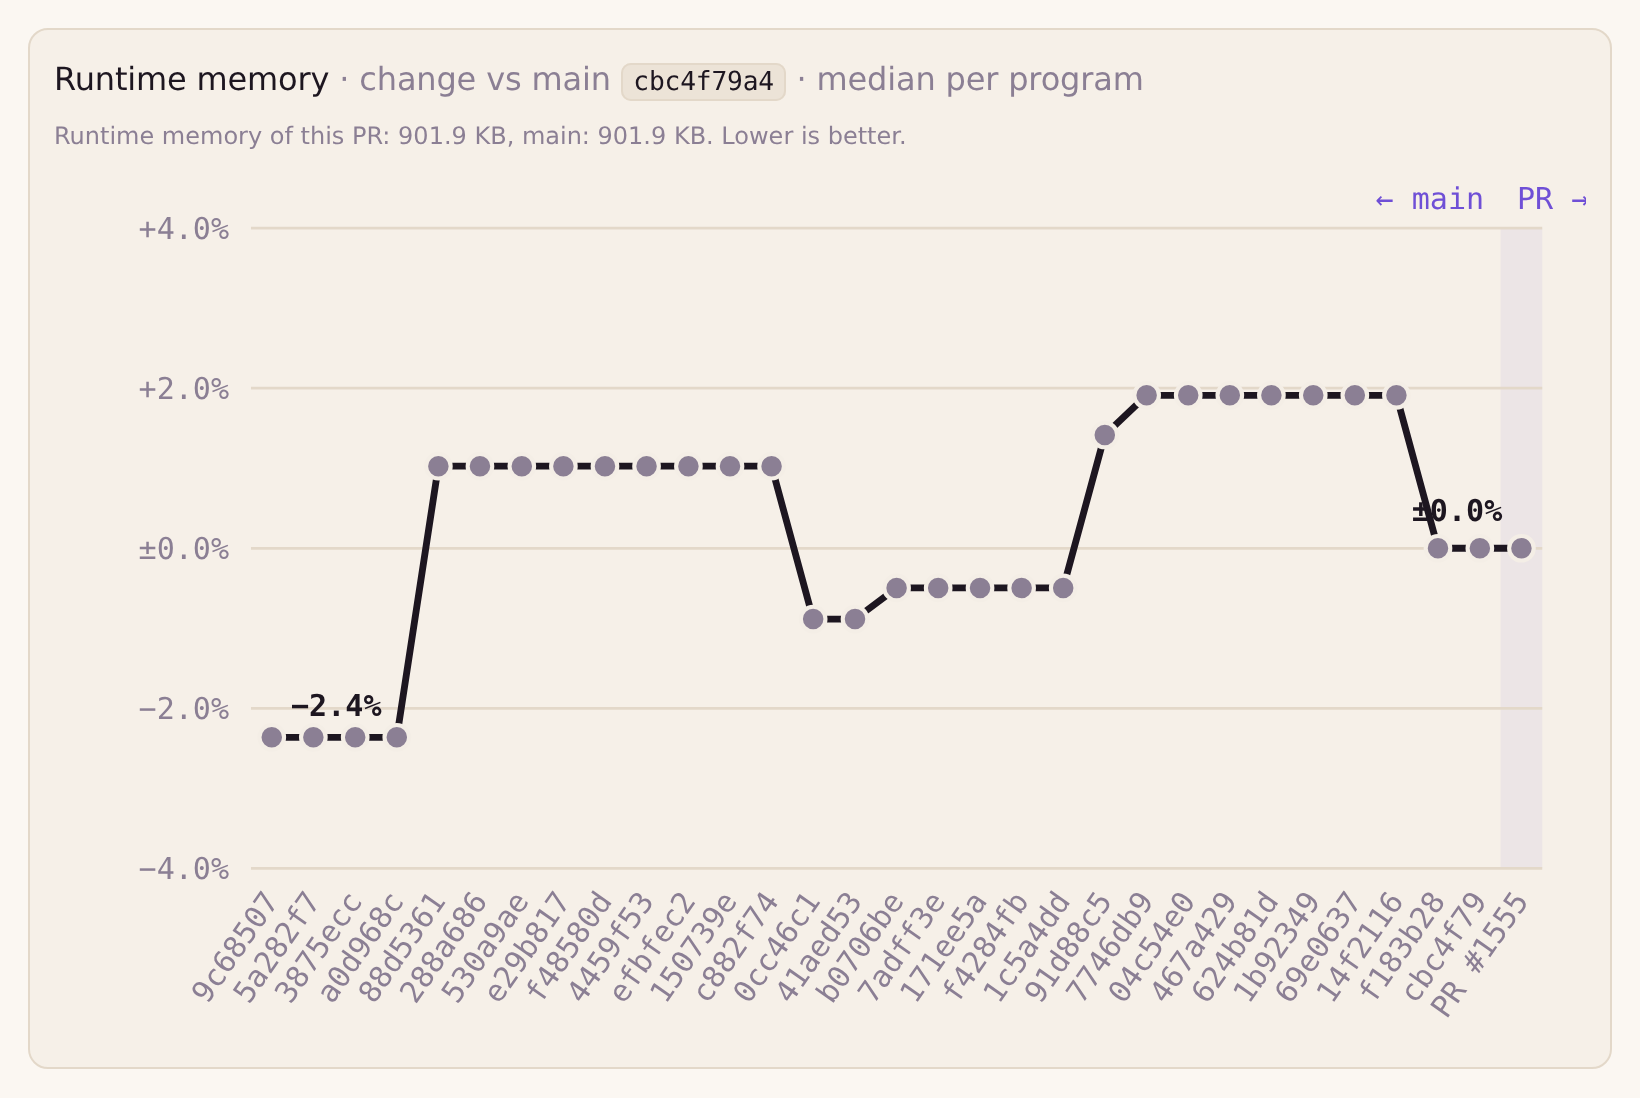 Runtime memory · change vs main cbc4f79a4 · median per program
Runtime memory of this PR: 901.9 KB, main: 901.9 KB. Lower is better.
← main PR →
+4.0%
+2.0%
±0.0%
−2.0%
−4.0%
−2.4%
±0.0%
9c68507
5a282f7
3875ecc
a0d968c
88d5361
288a686
530a9ae
e29b817
f48580d
4459f53
efbfec2
150739e
c882f74
0cc46c1
41aed53
b0706be
7adff3e
171ee5a
f4284fb
1c5a4dd
91d88c5
7746db9
04c54e0
467a429
624b81d
1b92349
69e0637
14f2116
f183b28
cbc4f79
PR #1555